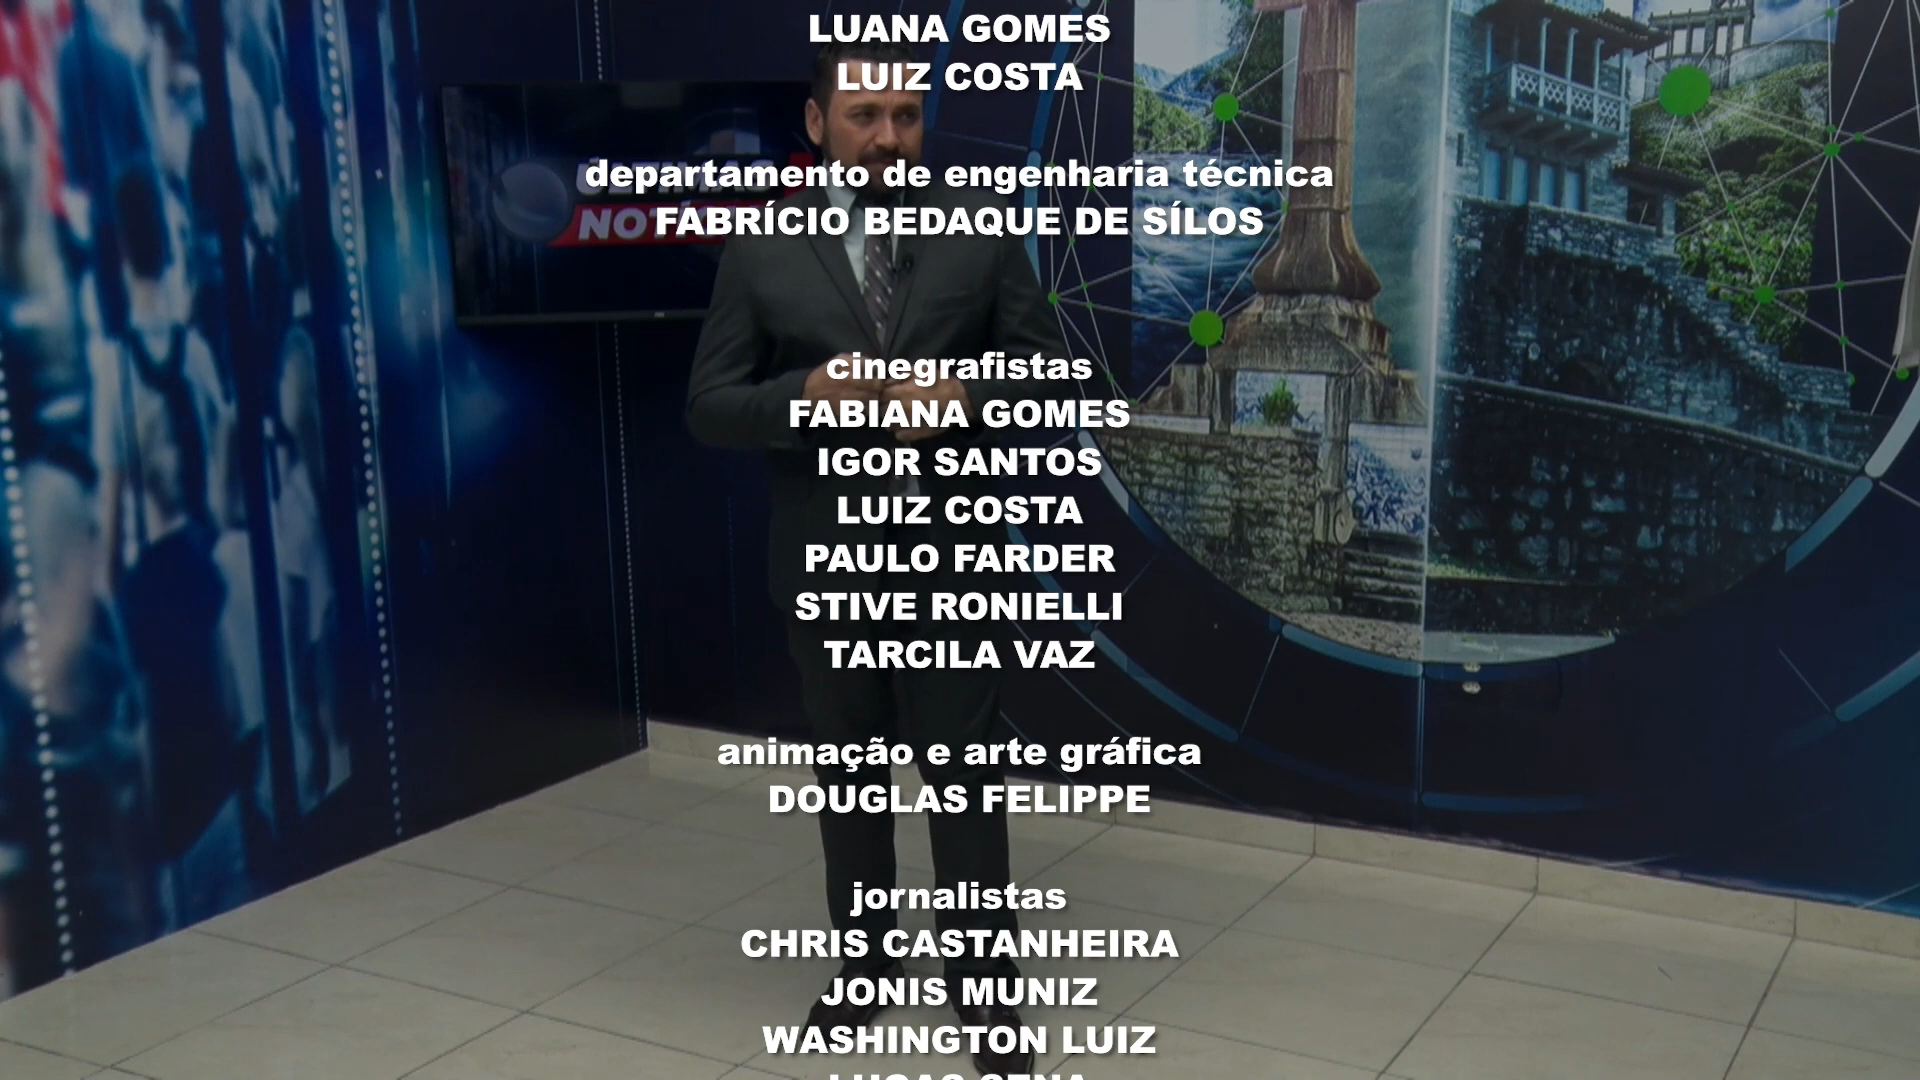 LUANA GOMES
LUIZ COSTA
departamento de engenharia técnica
FABRÍCIO BEDAQUE DE SÍLOS
cinegrafistas
FABIANA GOMES
IGOR SANTOS
LUIZ COSTA
PAULO FARDER
STIVE RONIELLI
TARCILA VAZ
animação e arte gráfica
DOUGLAS FELIPPE
jornalistas
CHRIS CASTANHEIRA
JONIS MUNIZ
WASHINGTON LUIZ